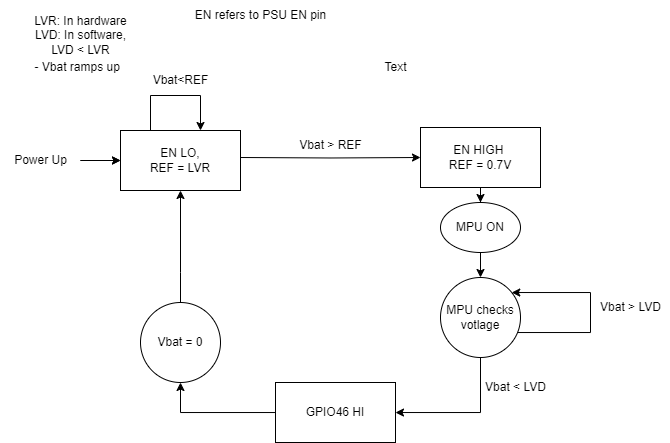 EN refers to PSU EN pin
LVR: In hardware
LVD: In software,
LVD < LVR
- Vbat ramps up
Text
Vbat<REF
Power Up
EN LO,
REF = LVR
Vbat > REF
EN HIGH
REF = 0.7V
MPU ON
MPU checks
votlage
Vbat > LVD
Vbat < LVD
GPIO46 HI
Vbat = 0